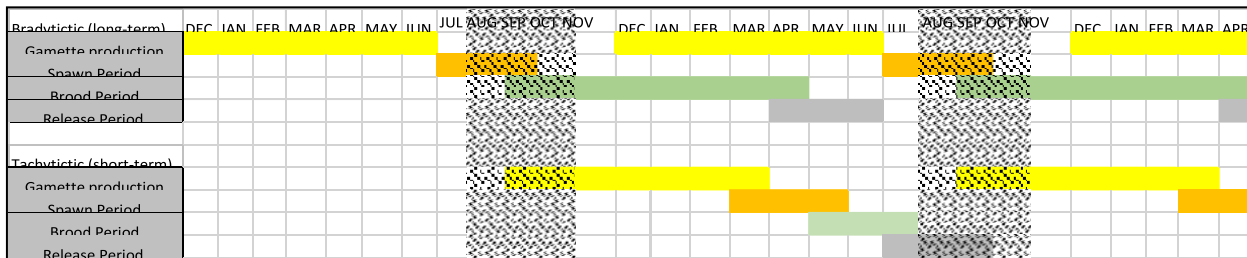 Bradytictic (long-term) DEC JAN FEB MAR APR MAY JUN JUL AUG SEP OCT NOV DEC JAN FEB MAR APR MAY JUN JUL AUG SEP OCT NOV DEC JAN FEB MAR APR
Gamette production
Spawn Period
Brood Period
Release Period
Tachytictic (short-term)
Gamette production
Spawn Period
Brood Period
Release Period